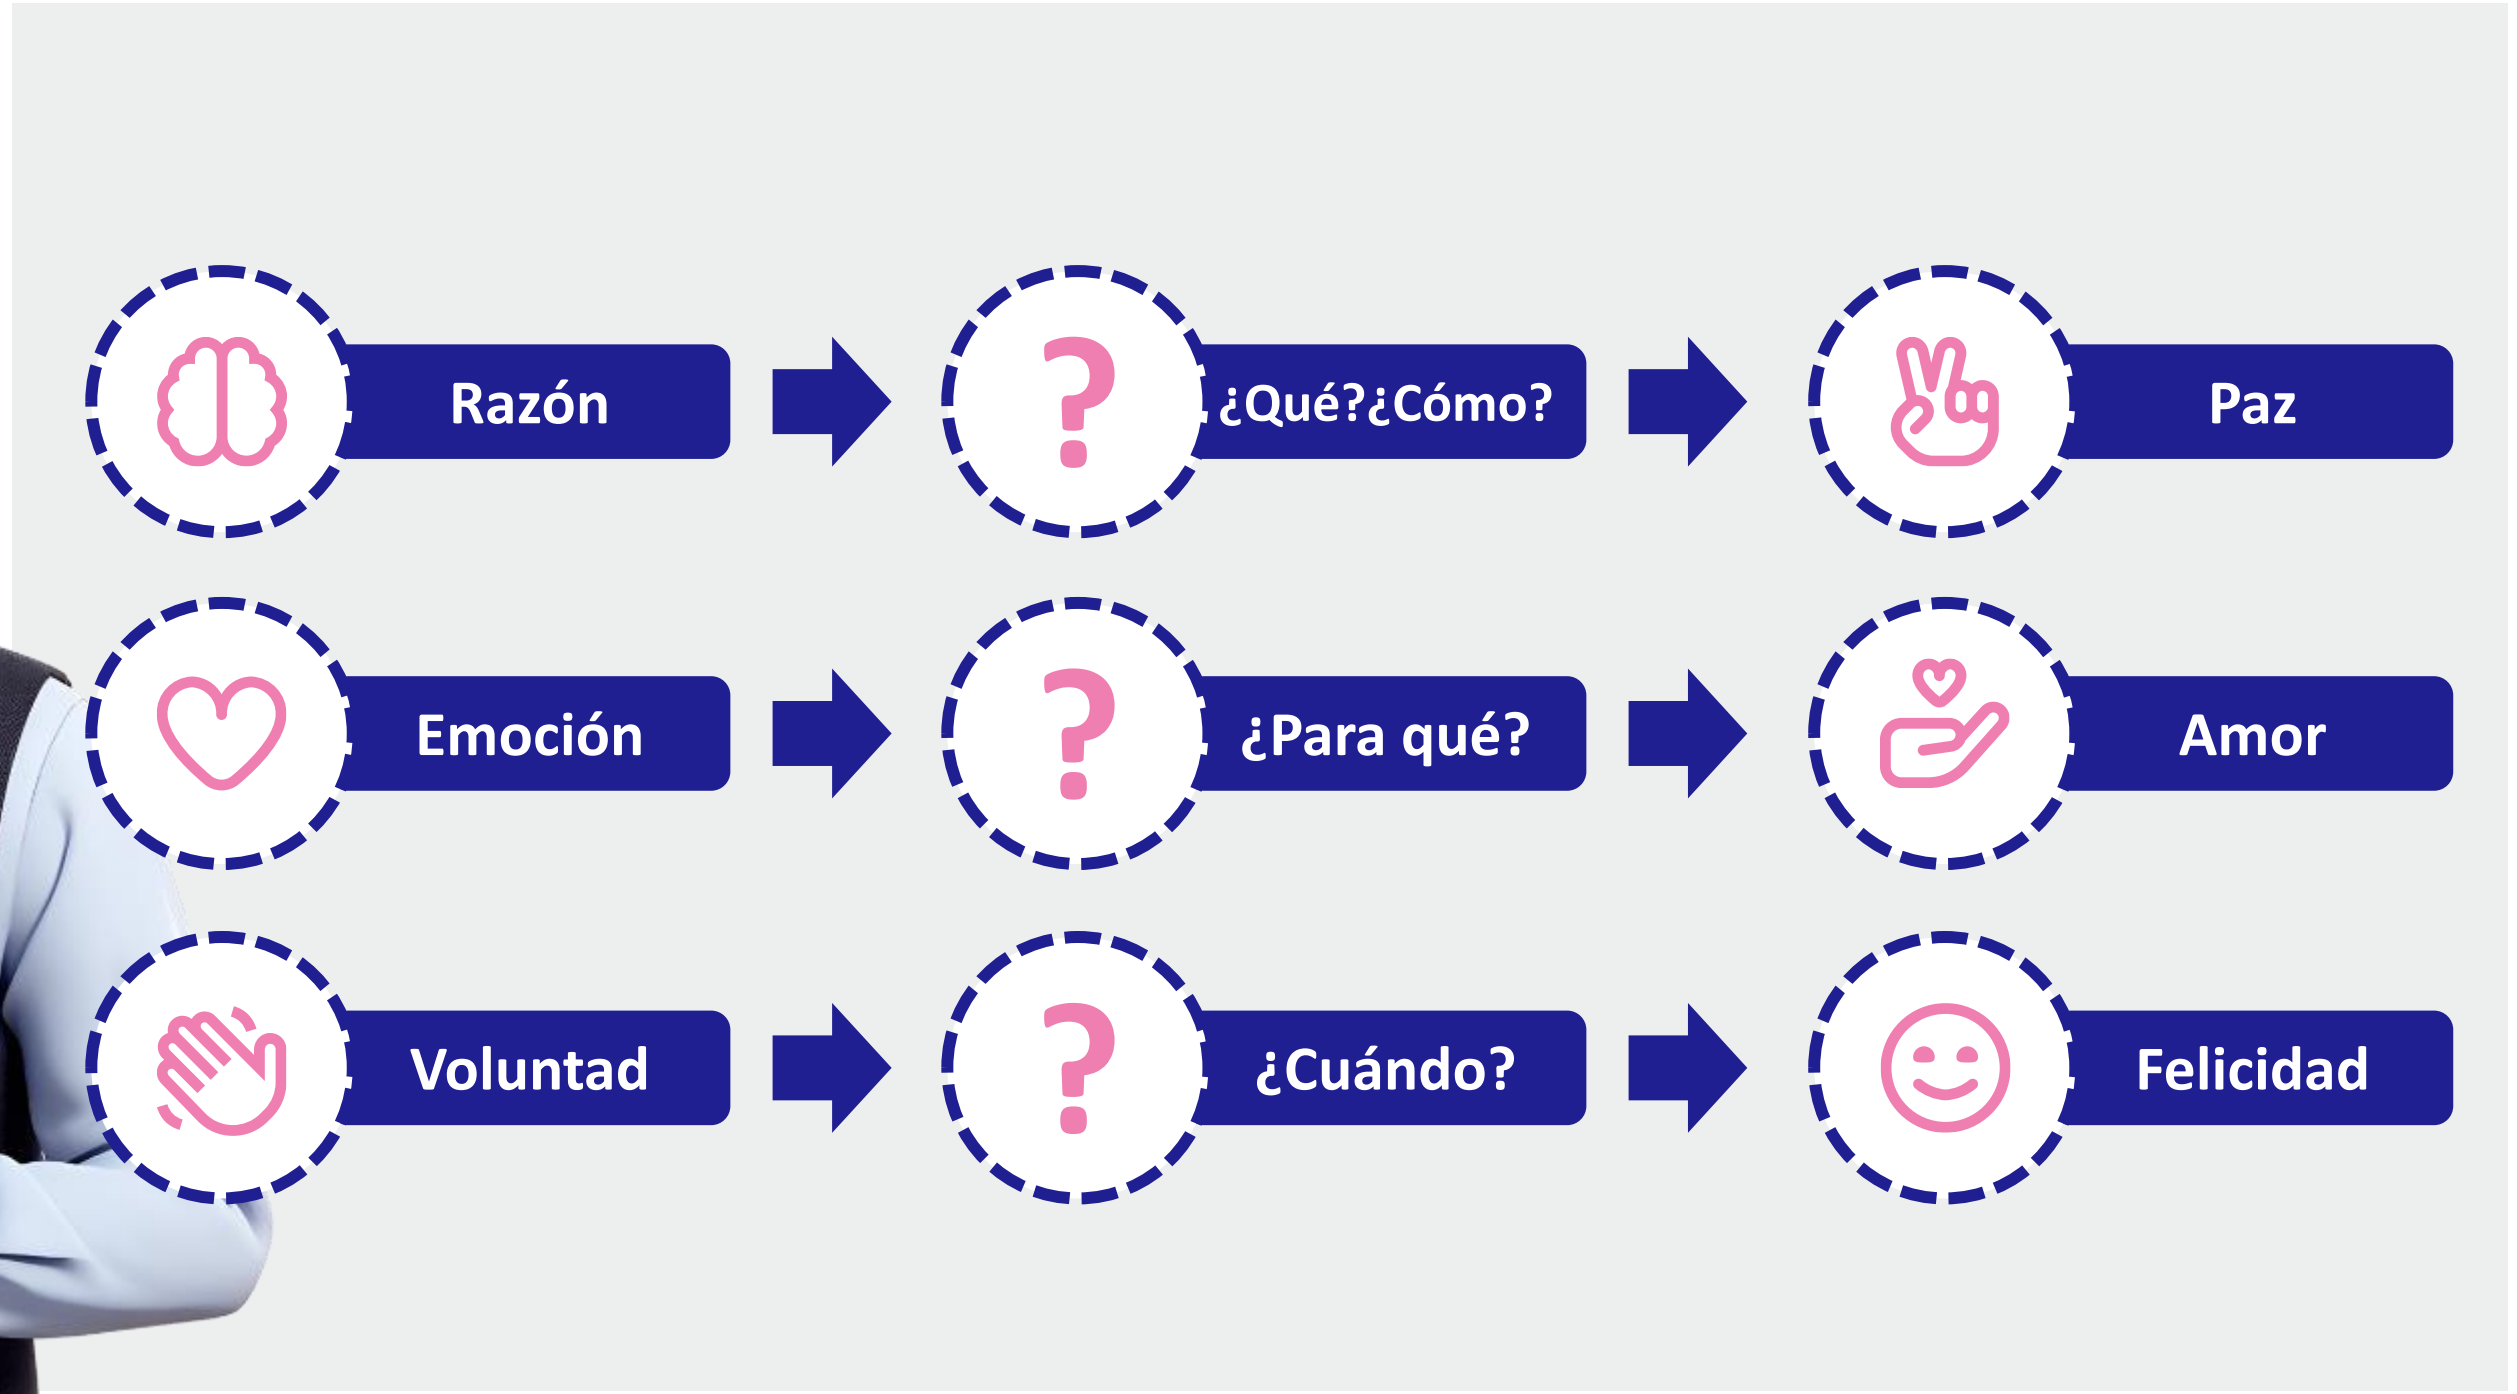 Razón
¿Qué?¿Cómo?
Paz
Emoción
¿Para qué?
Amor
Voluntad
¿Cuándo?
Felicidad